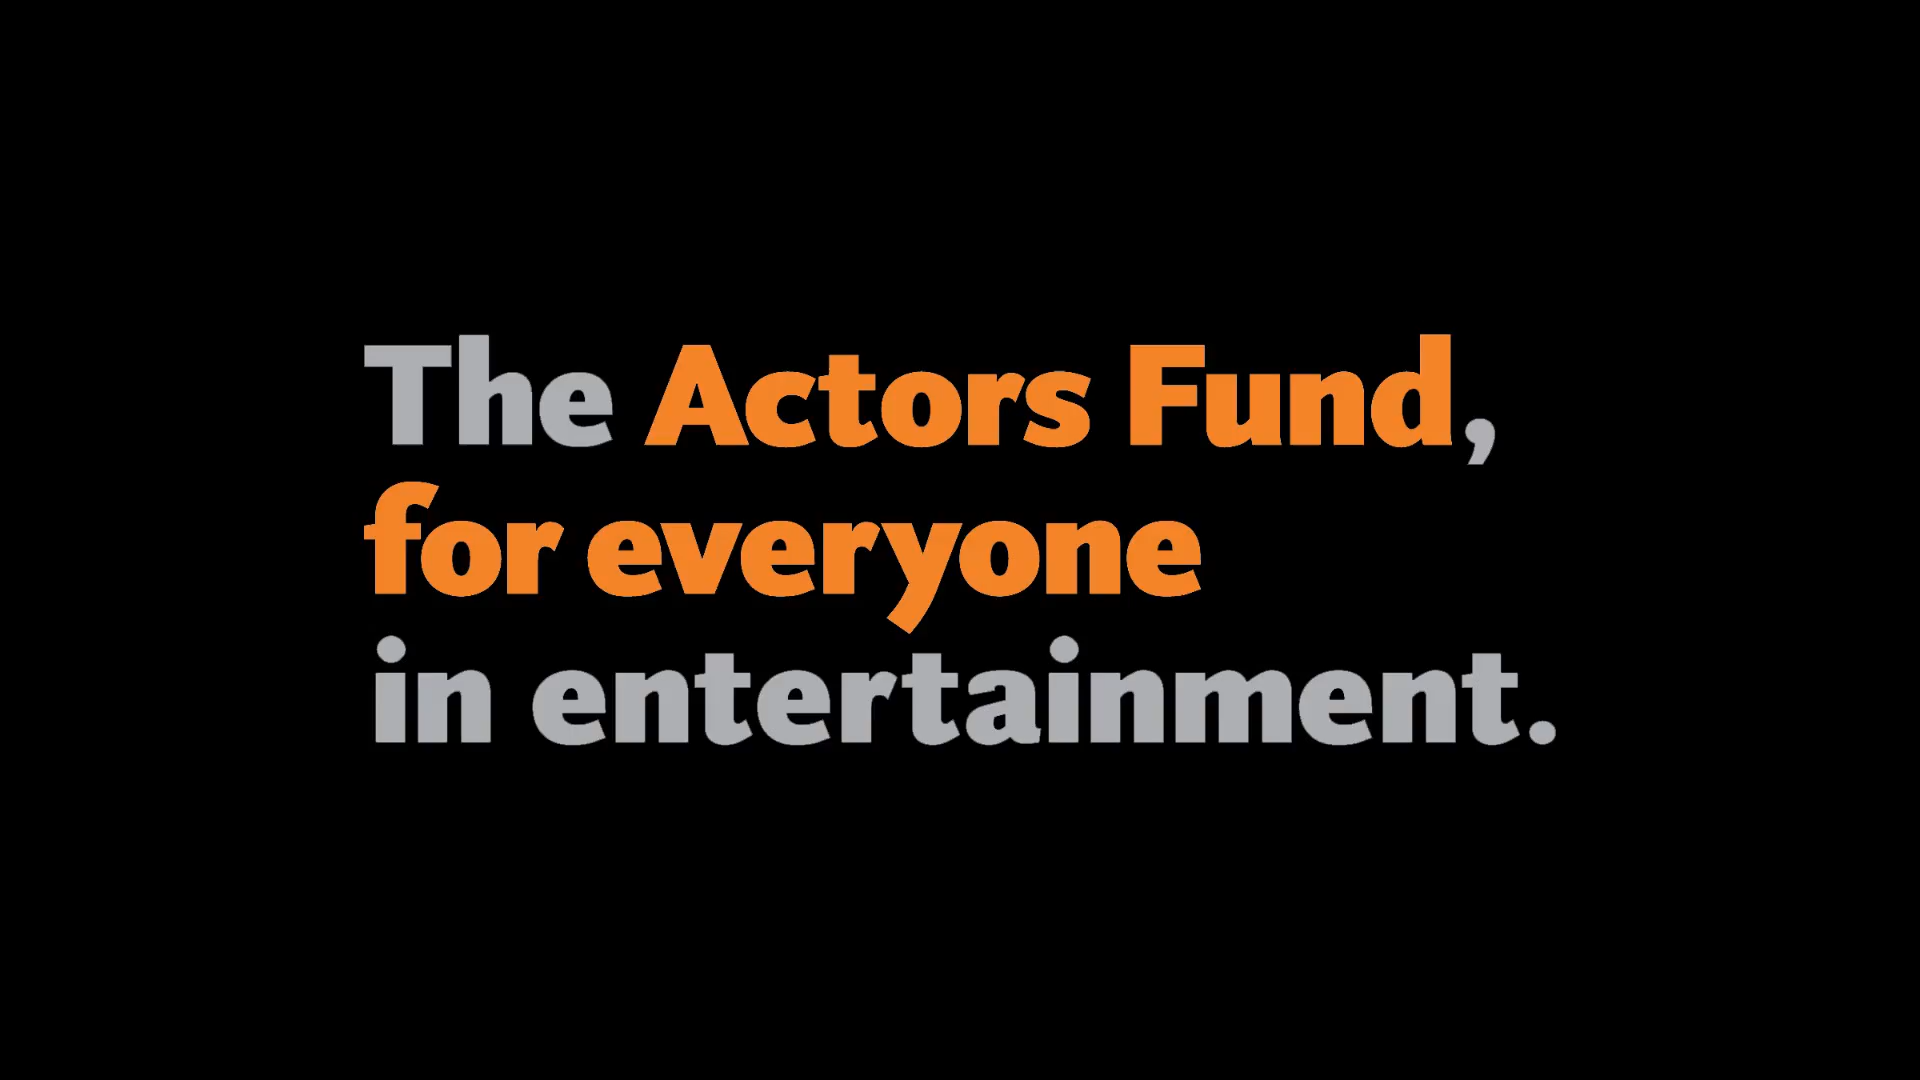 The Actors Fund,
for everyone
in entertainment.